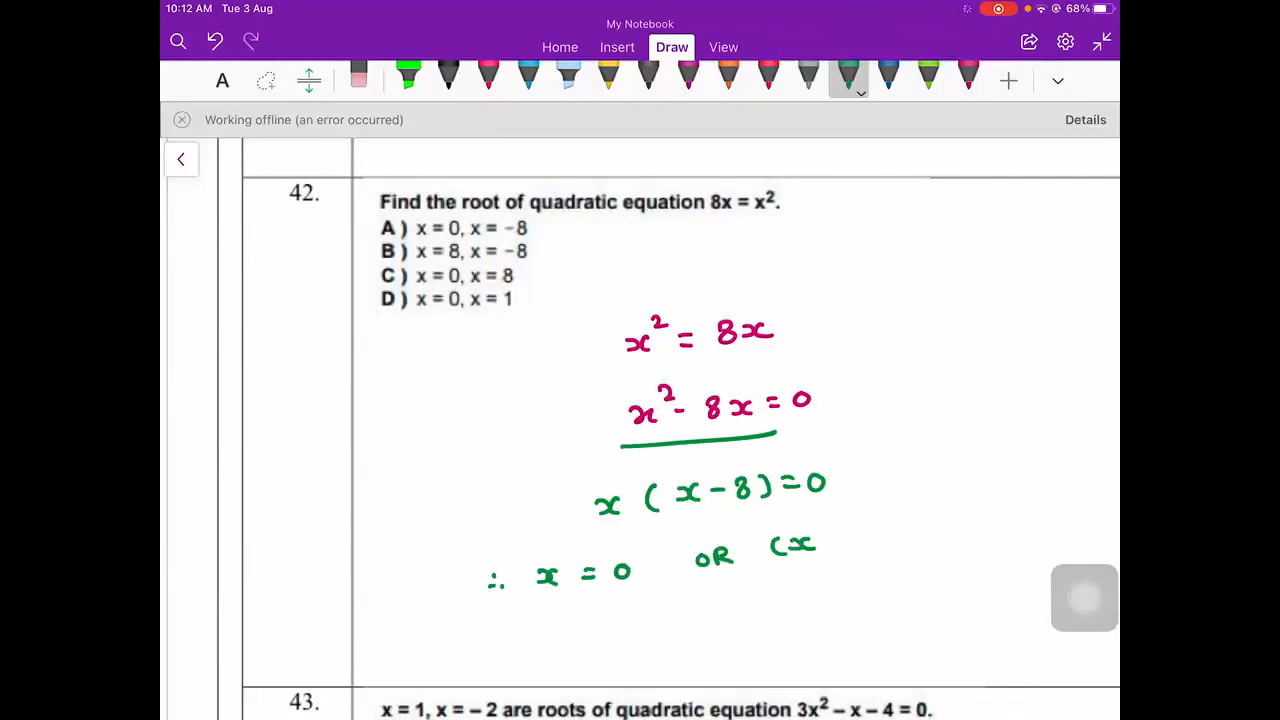 10:12 AM Tue 3 Aug
68%
My Notebook
Home Insert Draw View
A
Working offline (an error occurred) Details
42.
Find the root of quadratic equation 8x = x².
A ) x = 0, x = −8
B ) x = 8, x = −8
C ) x = 0, x = 8
D ) x = 0, x = 1
x² = 8x
x² - 8x = 0
x (x - 8) = 0
∴ x = 0 OR (x
43.
x = 1, x = − 2 are roots of quadratic equation 3x² − x − 4 = 0.